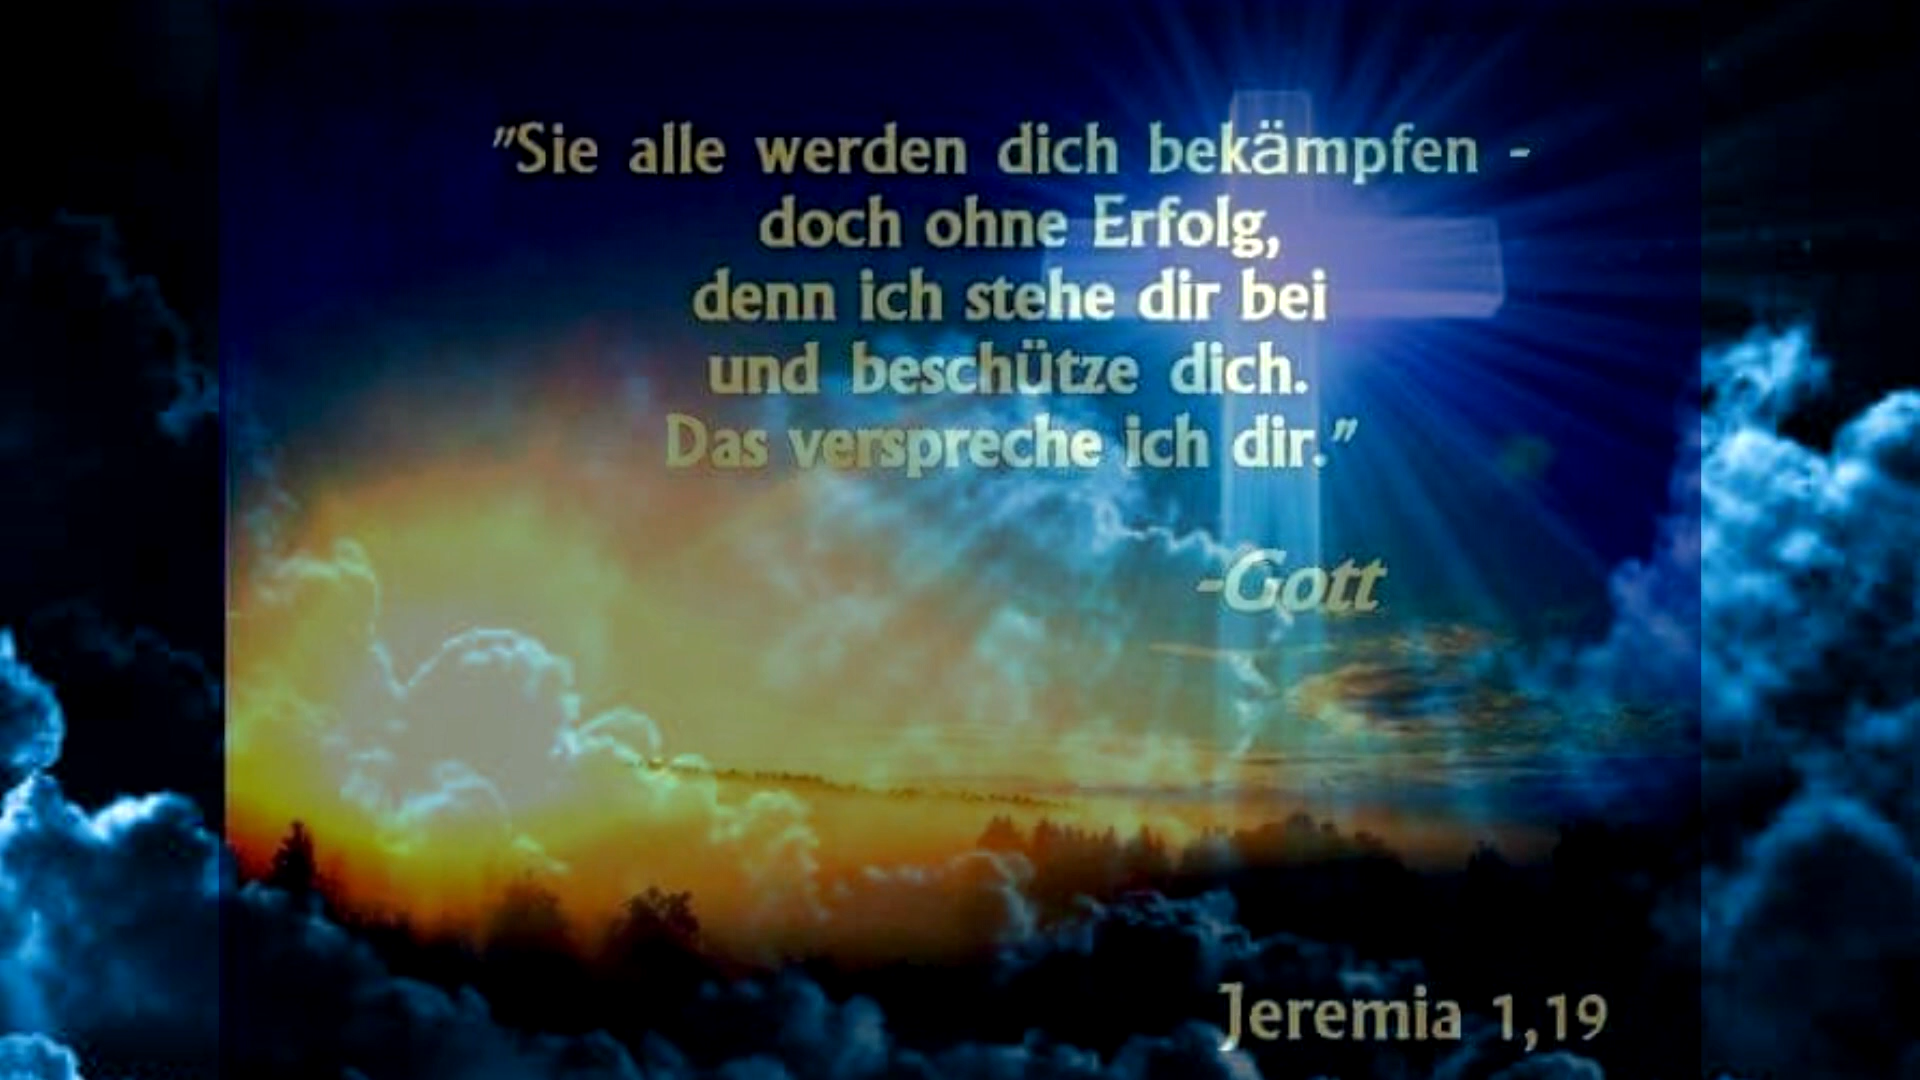 "Sie alle werden dich bekämpfen -
doch ohne Erfolg,
denn ich stehe dir bei
und beschütze dich.
Das verspreche ich dir."
-Gott
Jeremia 1,19